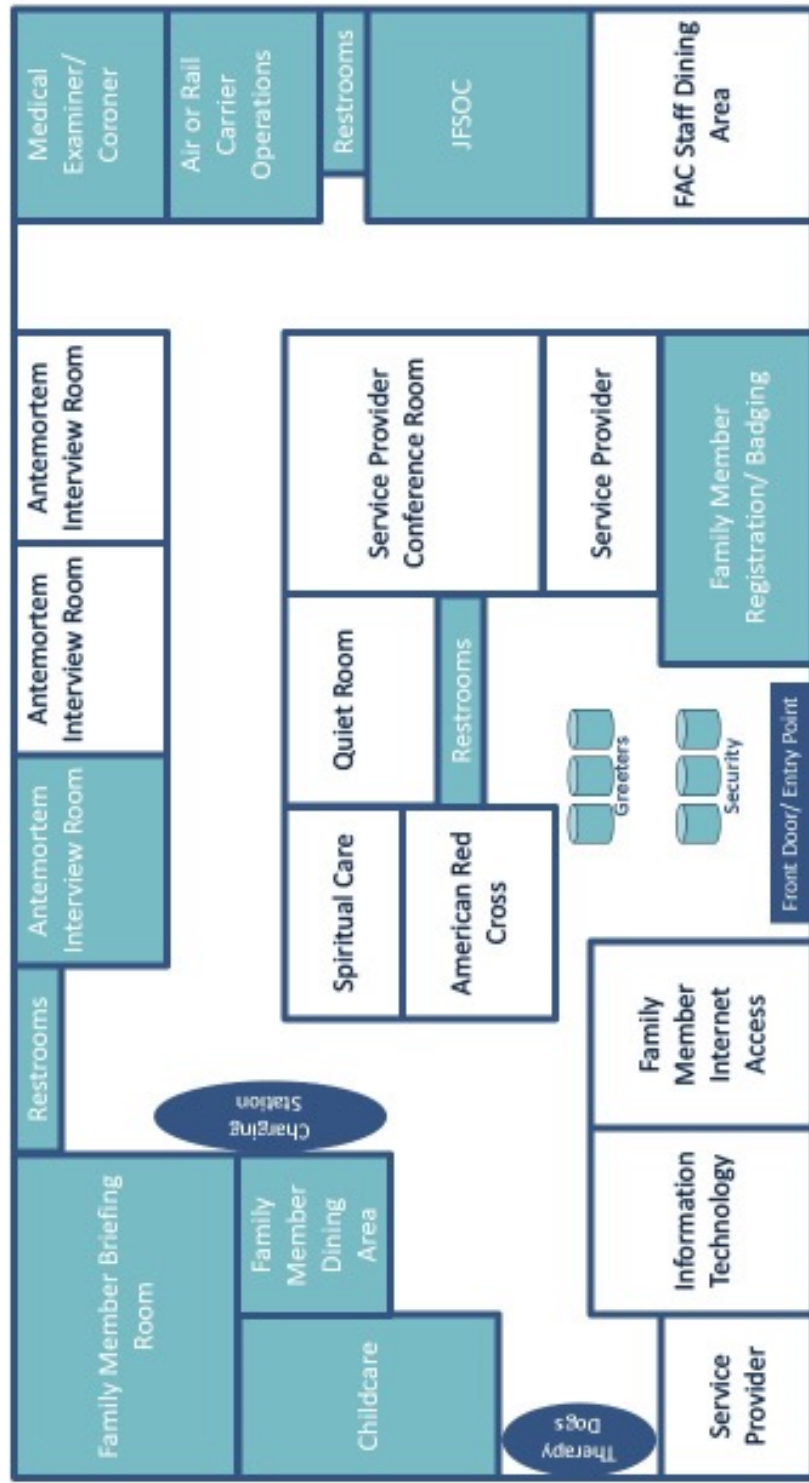 Family Member Briefing
Room
Restrooms
Antemortem
Interview Room
Antemortem
Interview Room
Antemortem
Interview Room
Medical
Examiner/
Coroner
Air or Rail
Carrier
Operations
Restrooms
JFSOC
FAC Staff Dining
Area
Charging
Station
Family
Member
Dining
Area
Childcare
Therapy
Dogs
Spiritual Care
American Red
Cross
Quiet Room
Restrooms
Service Provider
Conference Room
Service Provider
Greeters
Security
Family Member
Registration/ Badging
Service
Provider
Information
Technology
Family
Member
Internet
Access
Front Door/ Entry Point